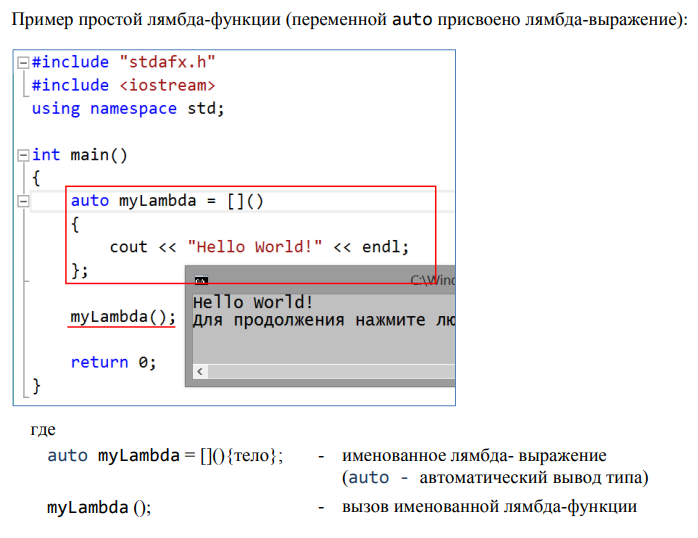 Пример простой лямбда-функции (переменной auto присвоено лямбда-выражение):
#include "stdafx.h"
#include <iostream>
using namespace std;
int main()
{
auto myLambda = []()
{
cout << "Hello World!" << endl;
};
C:\Wind
Hello World!
myLambda();
Для продолжения нажмите лю
return 0;
}
где
auto myLambda = [](){тело}; - именованное лямбда- выражение
(auto - автоматический вывод типа)
myLambda (); - вызов именованной лямбда-функции